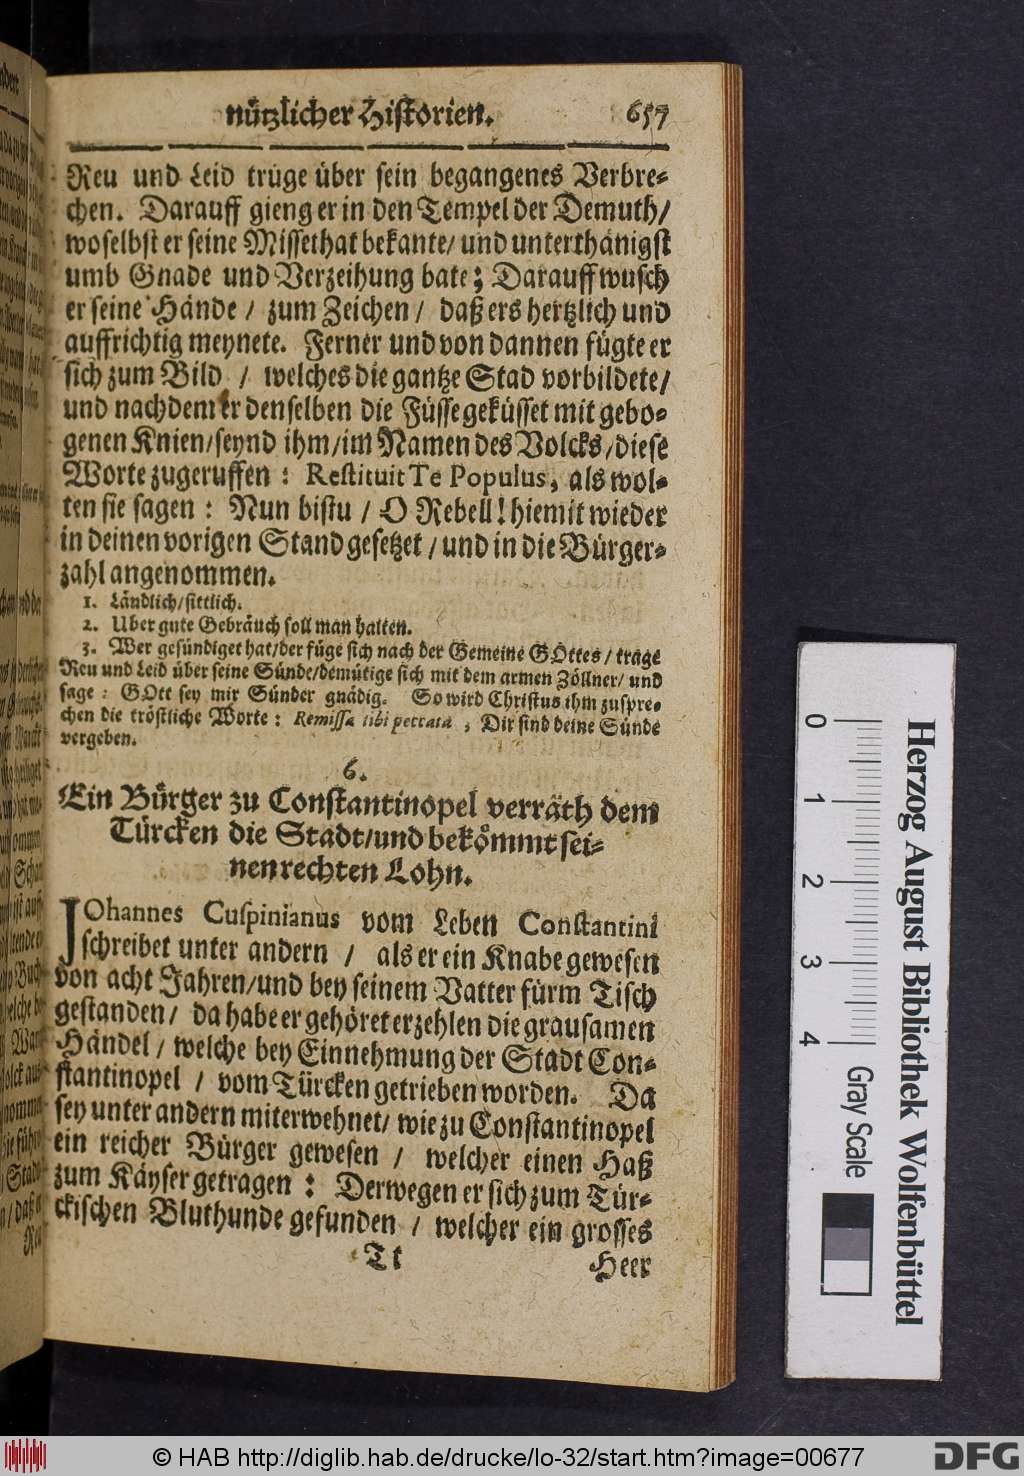 nützlicher Historien. 657
Reu und Leid trüge über sein begangenes Verbre-
chen. Darauff gieng er in den Tempel der Demuth/
woselbst er seine Missethat bekante/ und unterthänigst
umb Gnade und Verzeihung bate; Darauff wusch
er seine Hände / zum Zeichen / daß ers hertzlich und
auffrichtig meynete. Ferner und von dannen fügte er
sich zum Bild / welches die gantze Stad vorbildete/
und nachdem er denselben die Füsse geküsset mit gebo-
genen Knien/seynd ihm/im Namen des Volcks/diese
Worte zugeruffen : Restituit Te Populus, als wol-
ten sie sagen : Nun bistu / O Rebell! hiemit wieder
in deinen vorigen Stand gesetzet / und in die Bürger-
zahl angenommen.
1. Ländlich/sittlich.
2. Uber gute Gebräuch soll man halten.
3. Wer gesündiget hat/der füge sich nach der Gemeine GOttes/ trage
Reu und Leid über seine Sünde/demütige sich mit dem armen Zöllner/ und
sage : GOtt sey mir Sünder gnädig. So wird Christus ihm zuspre-
chen die tröstliche Worte : Remissa tibi peccata , Dir sind deine Sünde
vergeben.
6.
Ein Bürger zu Constantinopel verräth dem
Türcken die Stadt/und bekömmt sei-
nen rechten Lohn.
JOhannes Cuspinianus vom Leben Constantini
schreibet unter andern / als er ein Knabe gewesen
von acht Jahren/und bey seinem Vatter fürm Tisch
gestanden/ da habe er gehöret erzehlen die grausamen
Händel / welche bey Einnehmung der Stadt Con-
stantinopel / vom Türcken getrieben worden. Da
sey unter andern mit erwehnet/ wie zu Constantinopel
ein reicher Bürger gewesen / welcher einen Haß
zum Käyser getragen : Derwegen er sich zum Tür-
ckischen Bluthunde gefunden / welcher ein grosses
Tt Heer
0 1 2 3 4
Gray Scale
Herzog August Bibliothek Wolfenbüttel
© HAB http://diglib.hab.de/drucke/lo-32/start.htm?image=00677
DFG